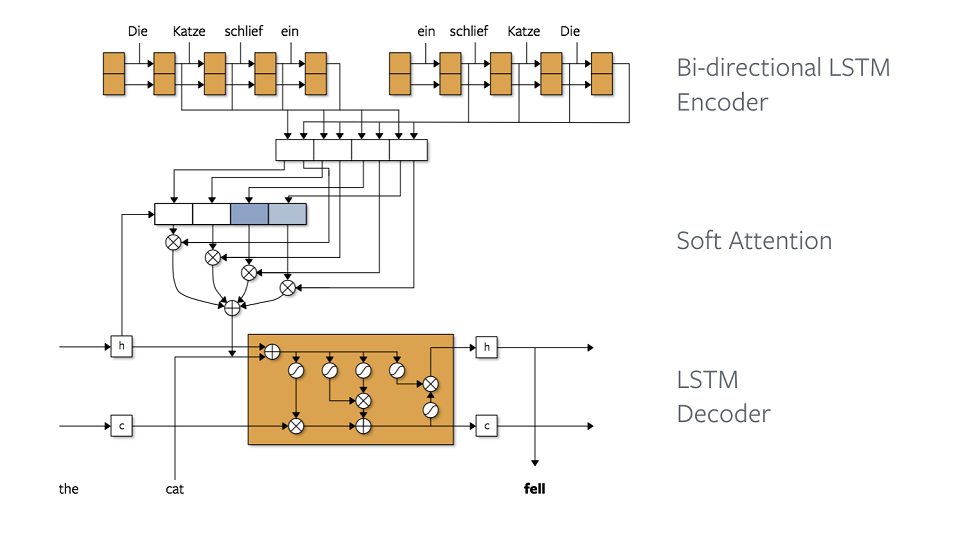 Die Katze schlief ein
ein schlief Katze Die
Bi-directional LSTM
Encoder
Soft Attention
h
h
LSTM
Decoder
c
c
the
cat
fell